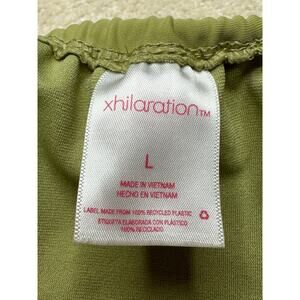 xhilaration™
L
MADE IN VIETNAM
HECHO EN VIETNAM
LABEL MADE FROM 100% RECYCLED PLASTIC
ETIQUETA ELABORADA CON PLÁSTICO
100% RECICLADO